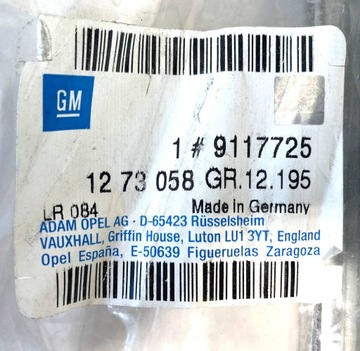 GM
1 # 9117725
12 73 058 GR.12.195
LR 084 Made in Germany
ADAM OPEL AG · D-65423 Rüsselsheim
VAUXHALL, Griffin House, Luton LU1 3YT, England
Opel España, E-50639 Figueruelas Zaragoza